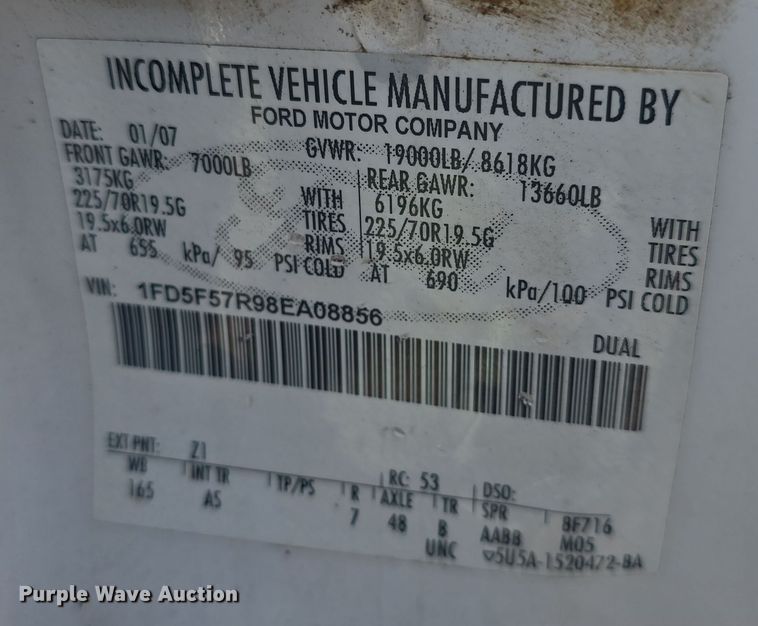 INCOMPLETE VEHICLE MANUFACTURED BY
FORD MOTOR COMPANY
DATE: 01/07 GVWR: 19000LB/ 8618KG
FRONT GAWR: 7000LB REAR GAWR: 13660LB
3175KG WITH 6196KG WITH
225/70R19.5G TIRES 225/70R19.5G TIRES
19.5x6.0RW RIMS 19.5x6.0RW RIMS
AT 655 kPa/ 95 PSI COLD AT 690 kPa/100 PSI COLD
VIN: 1FD5F57R98EA08856
DUAL
EXT PNT: Z1 RC: 53 DSO:
WB INT TR TP/PS R AXLE TR SPR 8F716
165 AS 7 48 B AABB M05
UNC ▽5U5A-1520472-BA
Purple Wave Auction